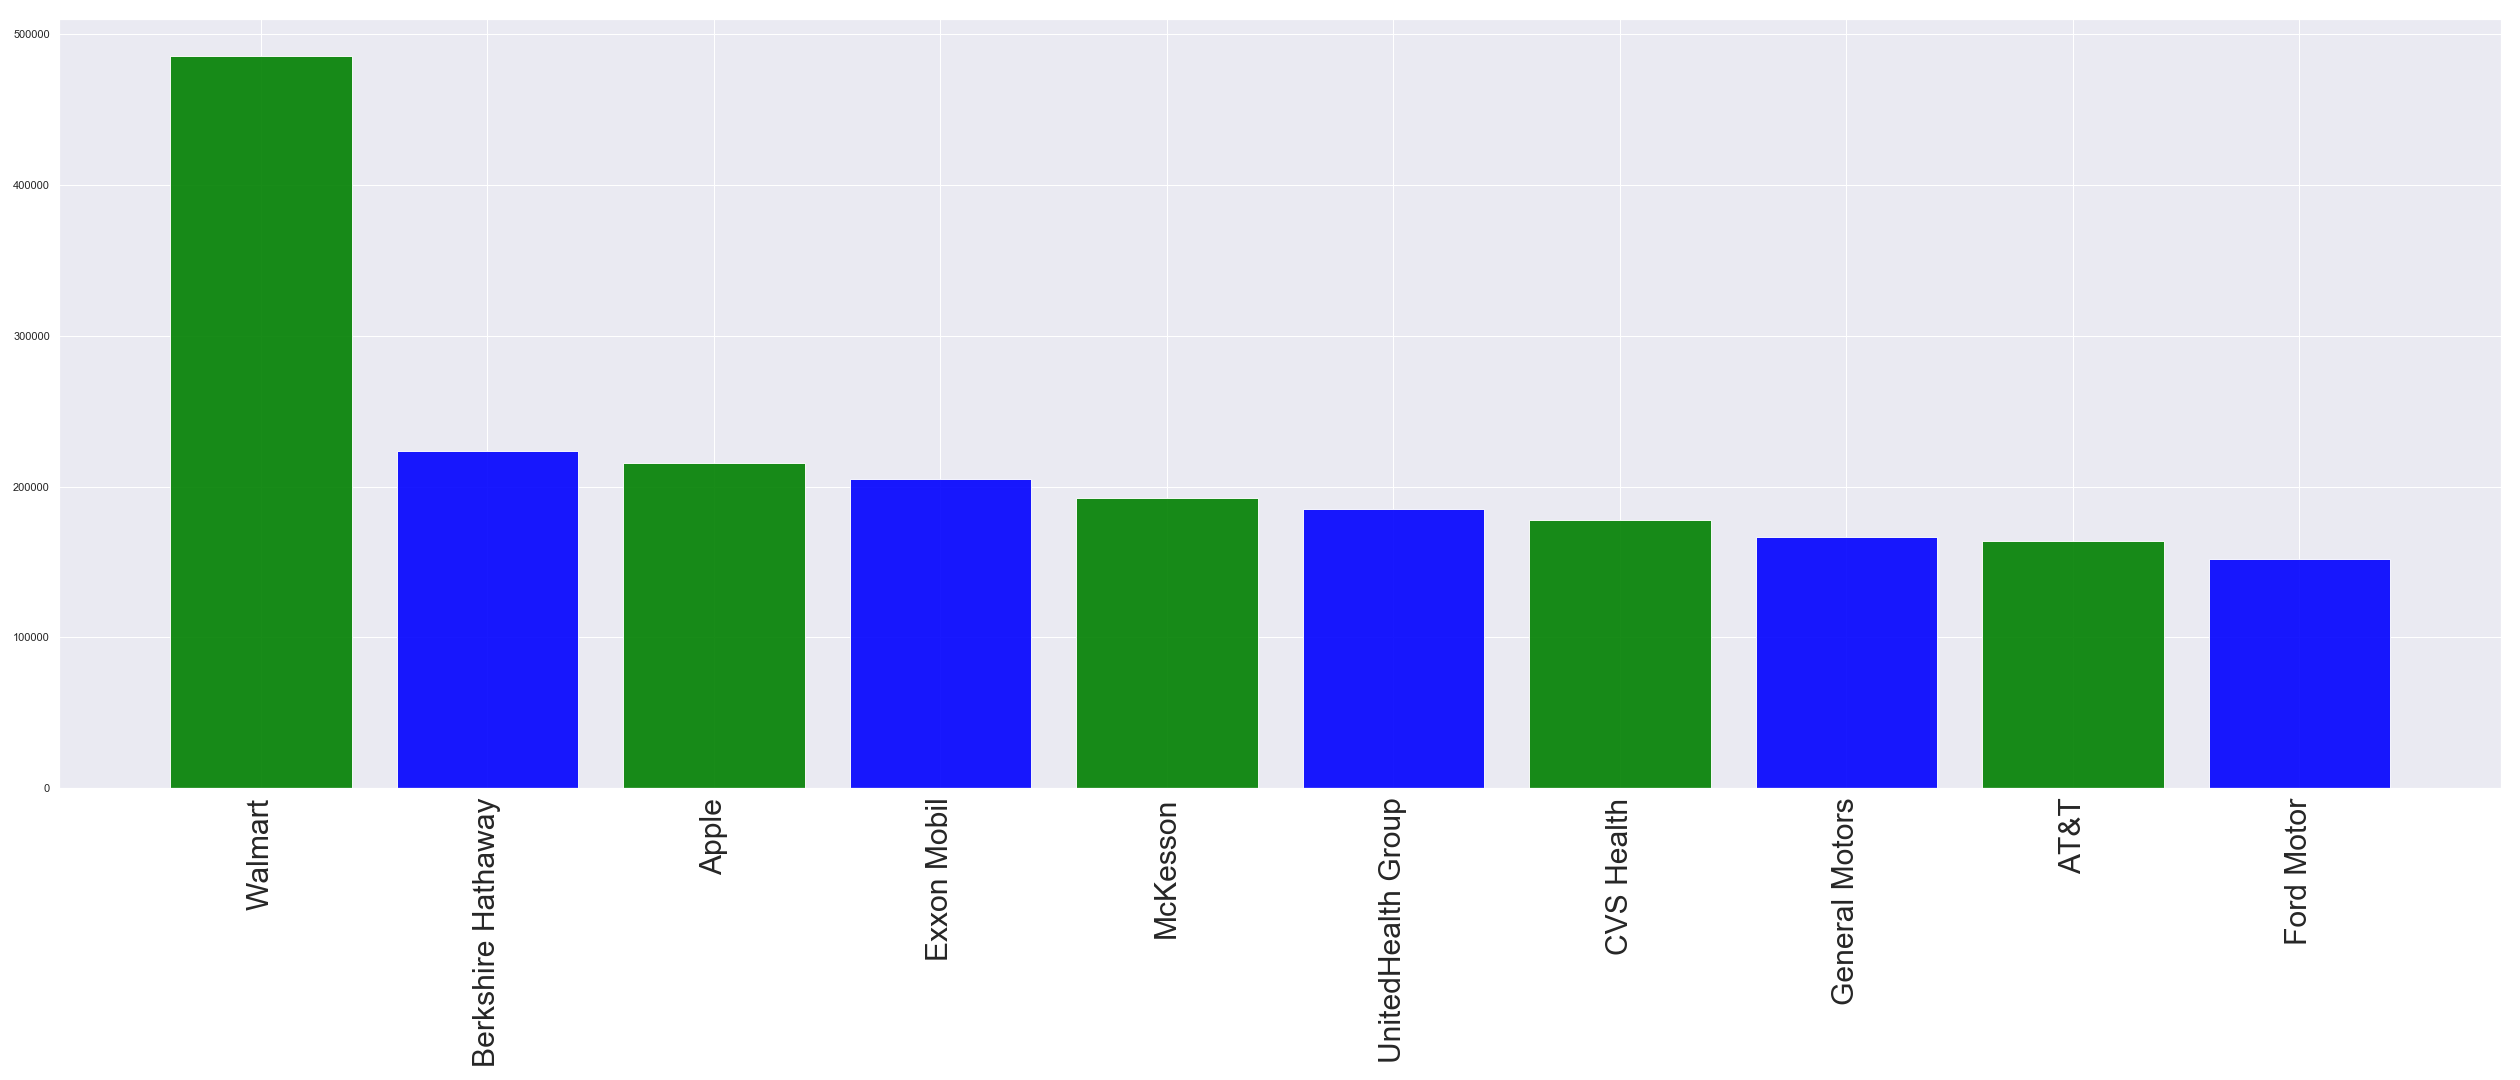 500000
400000
300000
200000
100000
0
Walmart
Berkshire Hathaway
Apple
Exxon Mobil
McKesson
UnitedHealth Group
CVS Health
General Motors
AT&T
Ford Motor